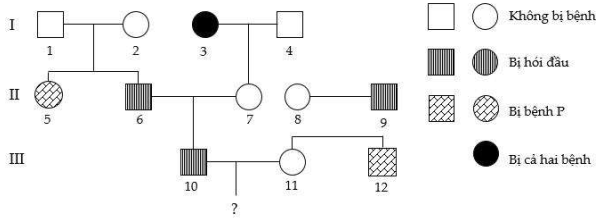 I
1
2
3
4
Không bị bệnh
II
5
6
7
8
9
Bị hói đầu
Bị bệnh P
III
10
11
12
?
Bị cả hai bệnh